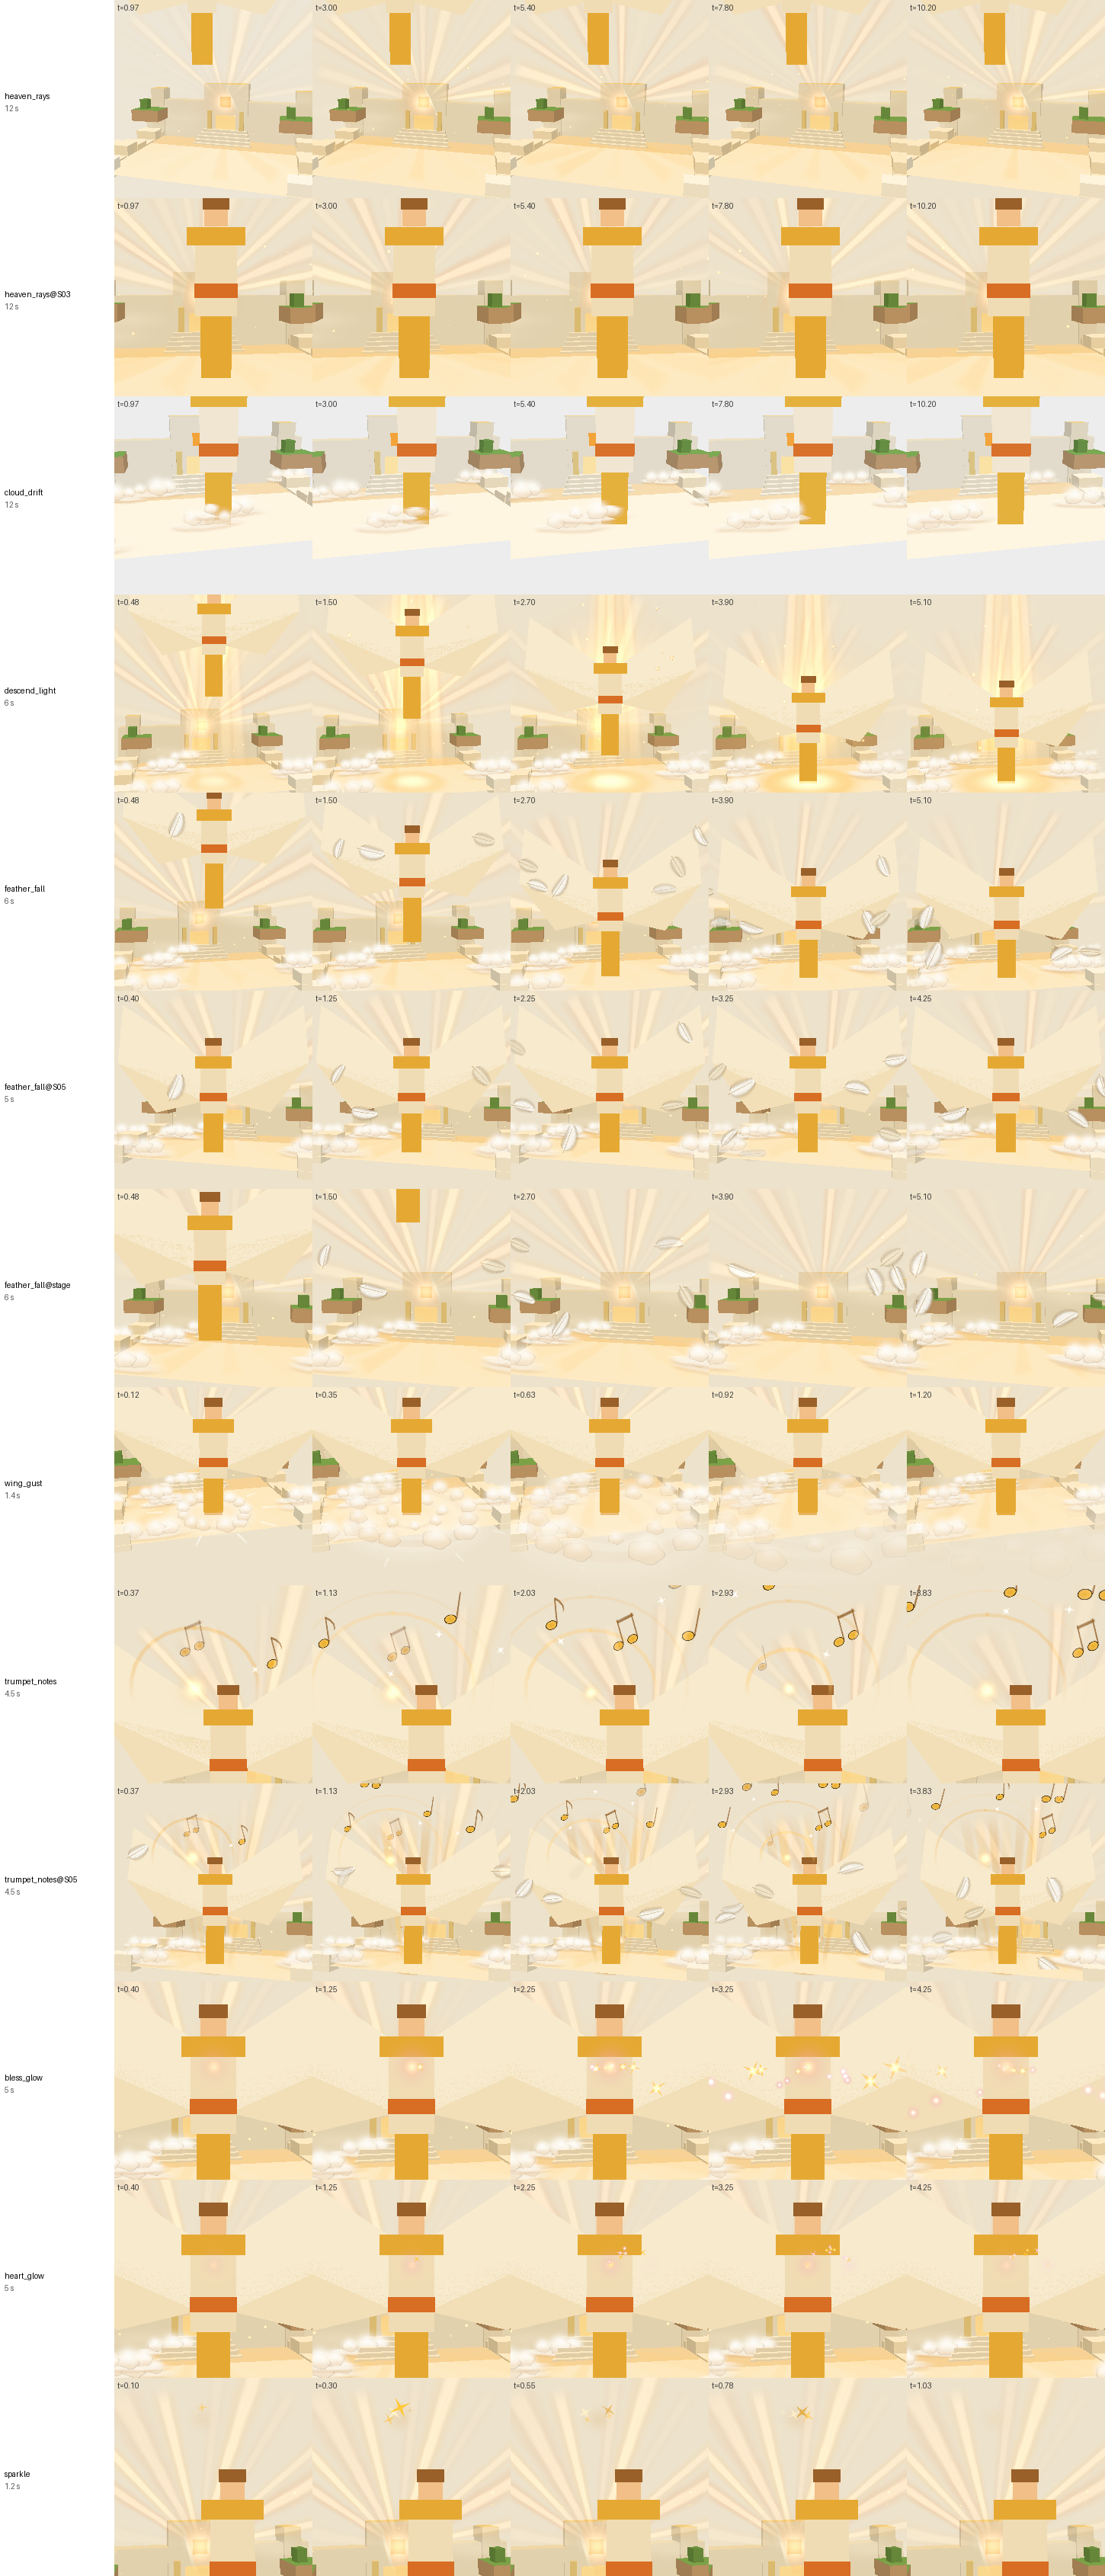 t=0.97 t=3.00 t=5.40 t=7.80 t=10.20
heaven_rays
12 s
t=0.97 t=3.00 t=5.40 t=7.80 t=10.20
heaven_rays@S03
12 s
t=0.97 t=3.00 t=5.40 t=7.80 t=10.20
cloud_drift
12 s
t=0.48 t=1.50 t=2.70 t=3.90 t=5.10
descend_light
6 s
t=0.48 t=1.50 t=2.70 t=3.90 t=5.10
feather_fall
6 s
t=0.40 t=1.25 t=2.25 t=3.25 t=4.25
feather_fall@S05
5 s
t=0.48 t=1.50 t=2.70 t=3.90 t=5.10
feather_fall@stage
6 s
t=0.12 t=0.35 t=0.63 t=0.92 t=1.20
wing_gust
1.4 s
t=0.37 t=1.13 t=2.03 t=2.93 t=3.83
trumpet_notes
4.5 s
t=0.37 t=1.13 t=2.03 t=2.93 t=3.83
trumpet_notes@S05
4.5 s
t=0.40 t=1.25 t=2.25 t=3.25 t=4.25
bless_glow
5 s
t=0.40 t=1.25 t=2.25 t=3.25 t=4.25
heart_glow
5 s
t=0.10 t=0.30 t=0.55 t=0.78 t=1.03
sparkle
1.2 s